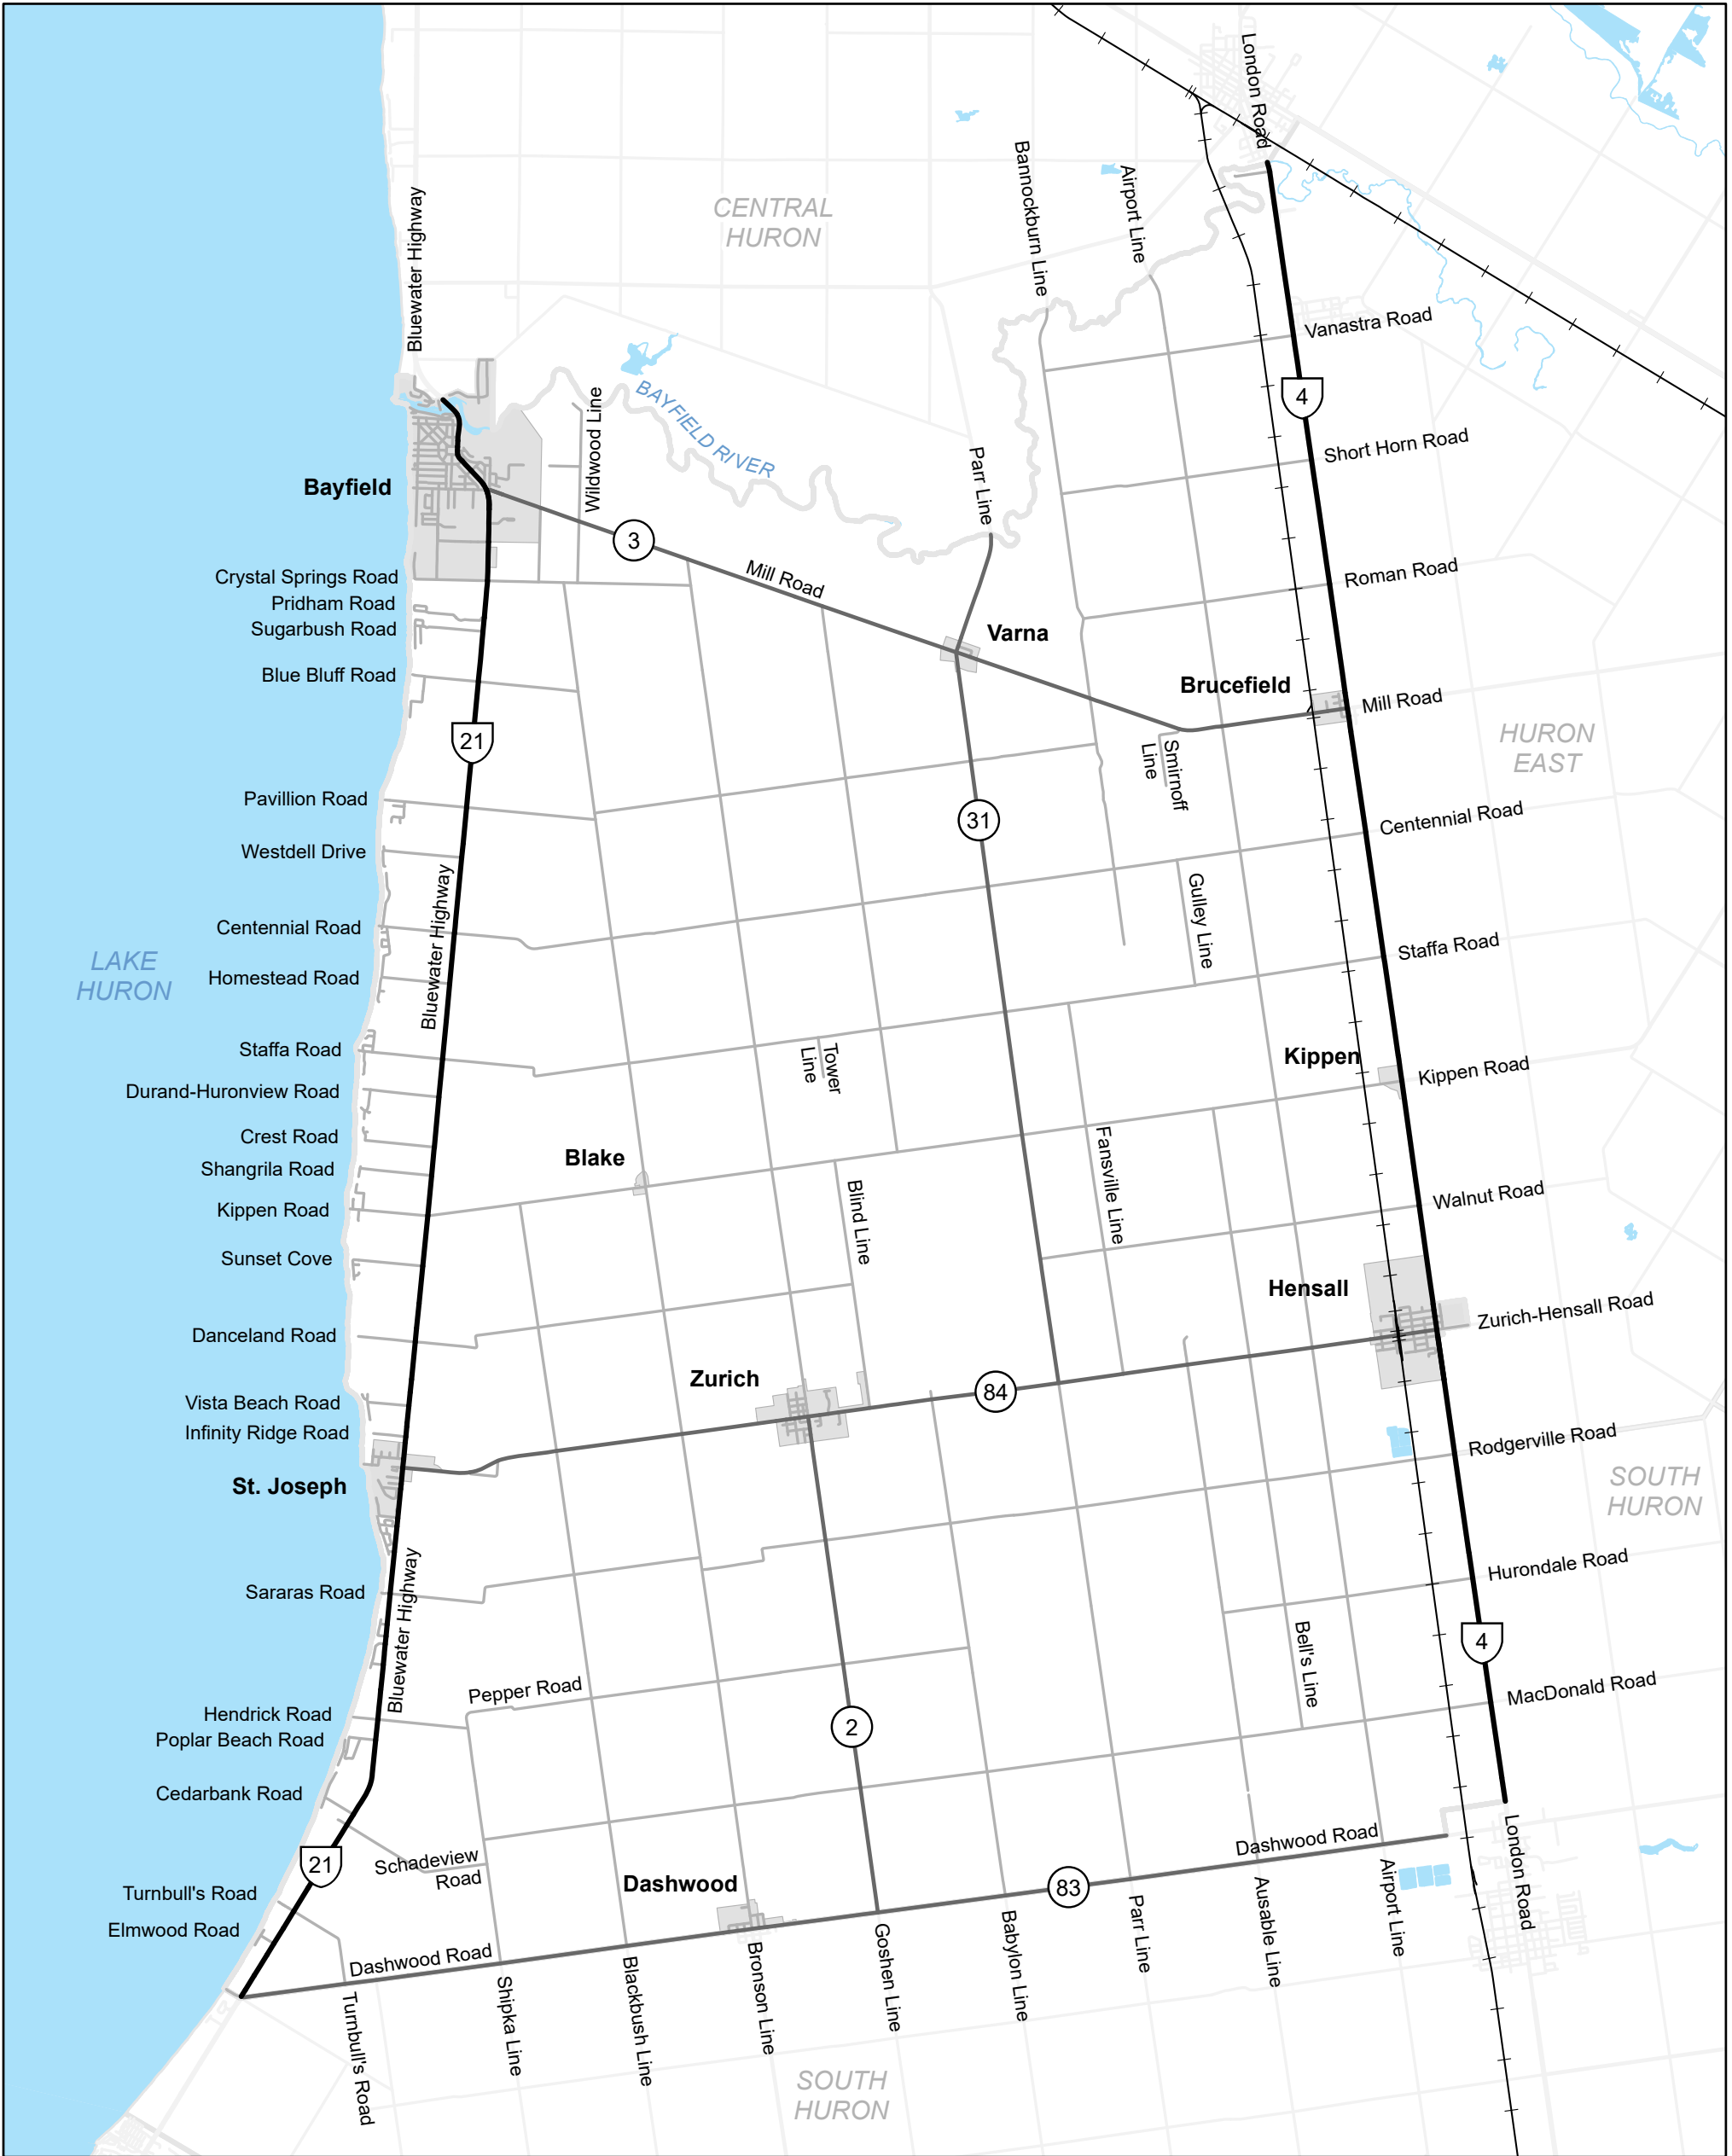 London Road
Bannockburn Line
Airport Line
Bluewater Highway
CENTRAL
HURON
Vanastra Road
4
Wildwood Line
BAYFIELD RIVER
Short Horn Road
Parr Line
Bayfield
3
Mill Road
Roman Road
Crystal Springs Road
Pridham Road
Sugarbush Road
Varna
Blue Bluff Road
Brucefield
Mill Road
21
HURON
EAST
Smirnoff
Line
Pavillion Road
31
Centennial Road
Westdell Drive
Bluewater Highway
Gulley Line
Centennial Road
Staffa Road
LAKE
HURON
Homestead Road
Staffa Road
Tower
Line
Kippen
Kippen Road
Durand-Huronview Road
Crest Road
Fansville Line
Blake
Shangrila Road
Blind Line
Walnut Road
Kippen Road
Sunset Cove
Hensall
Zurich-Hensall Road
Danceland Road
Zurich
84
Vista Beach Road
Infinity Ridge Road
Rodgerville Road
St. Joseph
SOUTH
HURON
Bluewater Highway
Hurondale Road
Sararas Road
Bell's Line
4
Pepper Road
MacDonald Road
Hendrick Road
2
Poplar Beach Road
Cedarbank Road
Dashwood Road
London Road
21
Schadeview
Road
Dashwood
83
Turnbull's Road
Elmwood Road
Dashwood Road
Turnbull's Road
Shipka Line
Blackbush Line
Bronson Line
Goshen Line
Babylon Line
Parr Line
Ausable Line
Airport Line
SOUTH
HURON